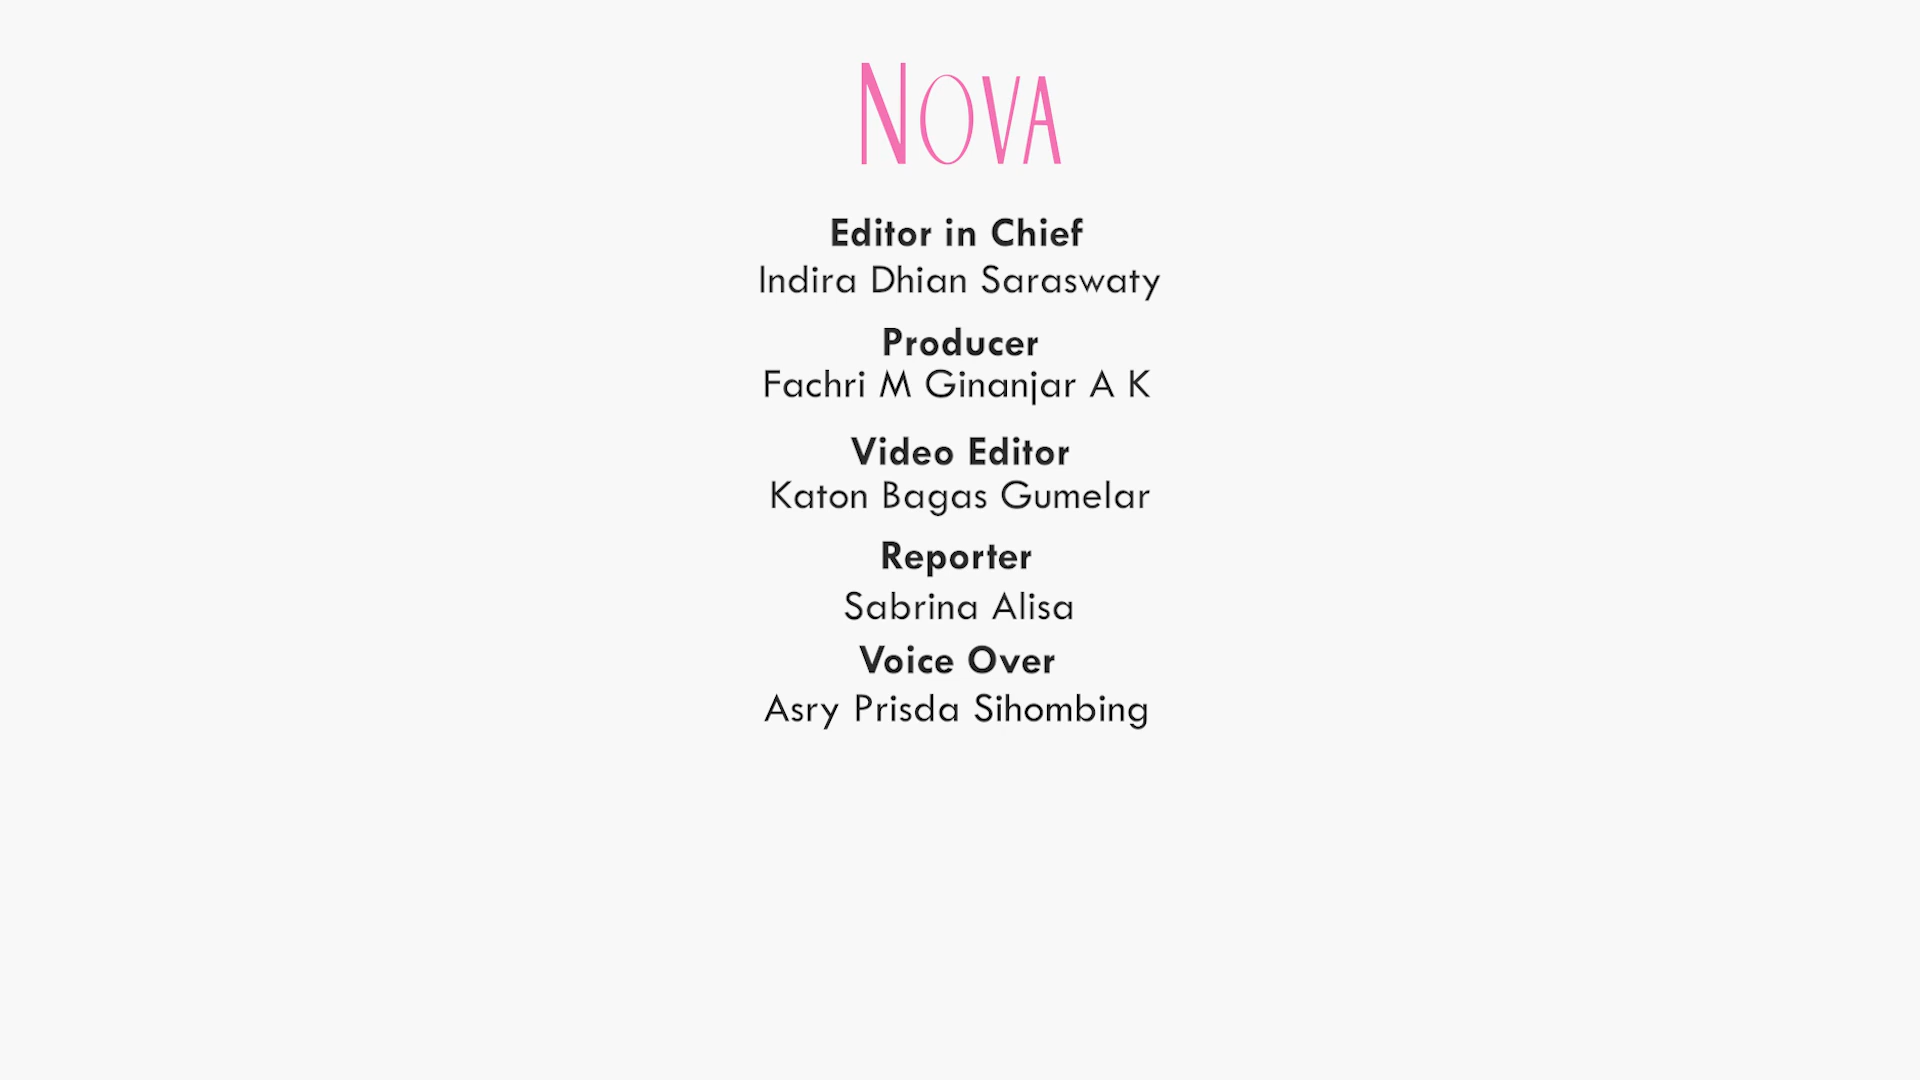 NOVA
Editor in Chief
Indira Dhian Saraswaty
Producer
Fachri M Ginanjar A K
Video Editor
Katon Bagas Gumelar
Reporter
Sabrina Alisa
Voice Over
Asry Prisda Sihombing